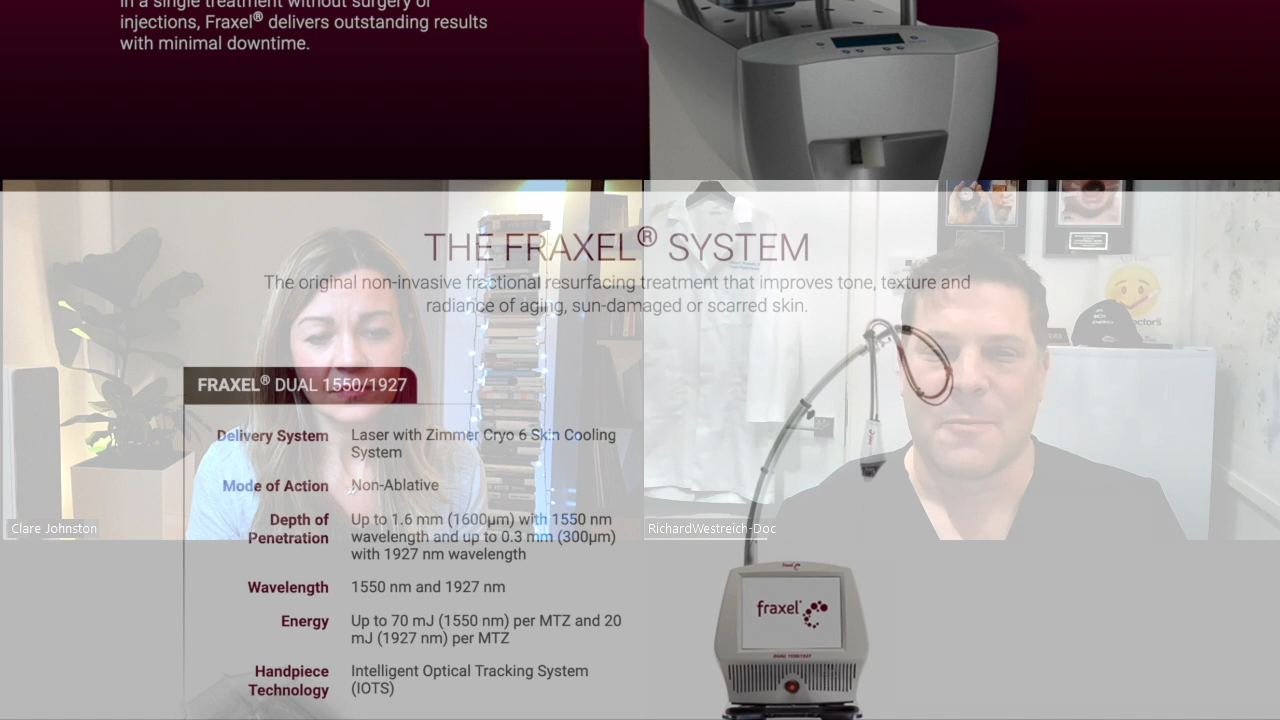 in a single treatment without surgery or
injections, Fraxel® delivers outstanding results
with minimal downtime.
THE FRAXEL® SYSTEM
The original non-invasive fractional resurfacing treatment that improves tone, texture and
radiance of aging, sun-damaged or scarred skin.
FRAXEL® DUAL 1550/1927
Delivery System
Laser with Zimmer Cryo 6 Skin Cooling
System
Mode of Action
Non-Ablative
Depth of
Penetration
Up to 1.6 mm (1600µm) with 1550 nm
wavelength and up to 0.3 mm (300µm)
with 1927 nm wavelength
Wavelength
1550 nm and 1927 nm
Energy
Up to 70 mJ (1550 nm) per MTZ and 20
mJ (1927 nm) per MTZ
Handpiece
Technology
Intelligent Optical Tracking System
(IOTS)
fraxel
Clare Johnston
RichardWestreich-Doc